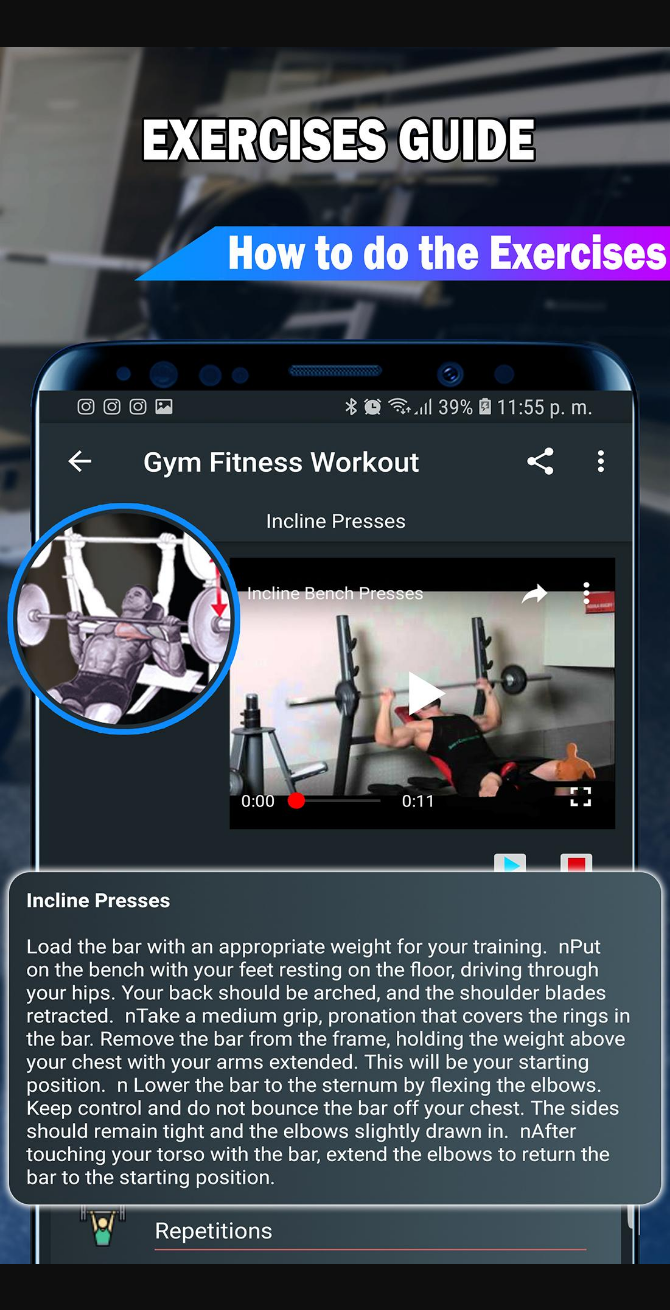 EXERCISES GUIDE
How to do the Exercises
39% 11:55 p. m.
Gym Fitness Workout
Incline Presses
Incline Bench Presses
0:00 0:11
Incline Presses
Load the bar with an appropriate weight for your training.  nPut
on the bench with your feet resting on the floor, driving through
your hips. Your back should be arched, and the shoulder blades
retracted.  nTake a medium grip, pronation that covers the rings in
the bar. Remove the bar from the frame, holding the weight above
your chest with your arms extended. This will be your starting
position.  n Lower the bar to the sternum by flexing the elbows.
Keep control and do not bounce the bar off your chest. The sides
should remain tight and the elbows slightly drawn in.  nAfter
touching your torso with the bar, extend the elbows to return the
bar to the starting position.
Repetitions